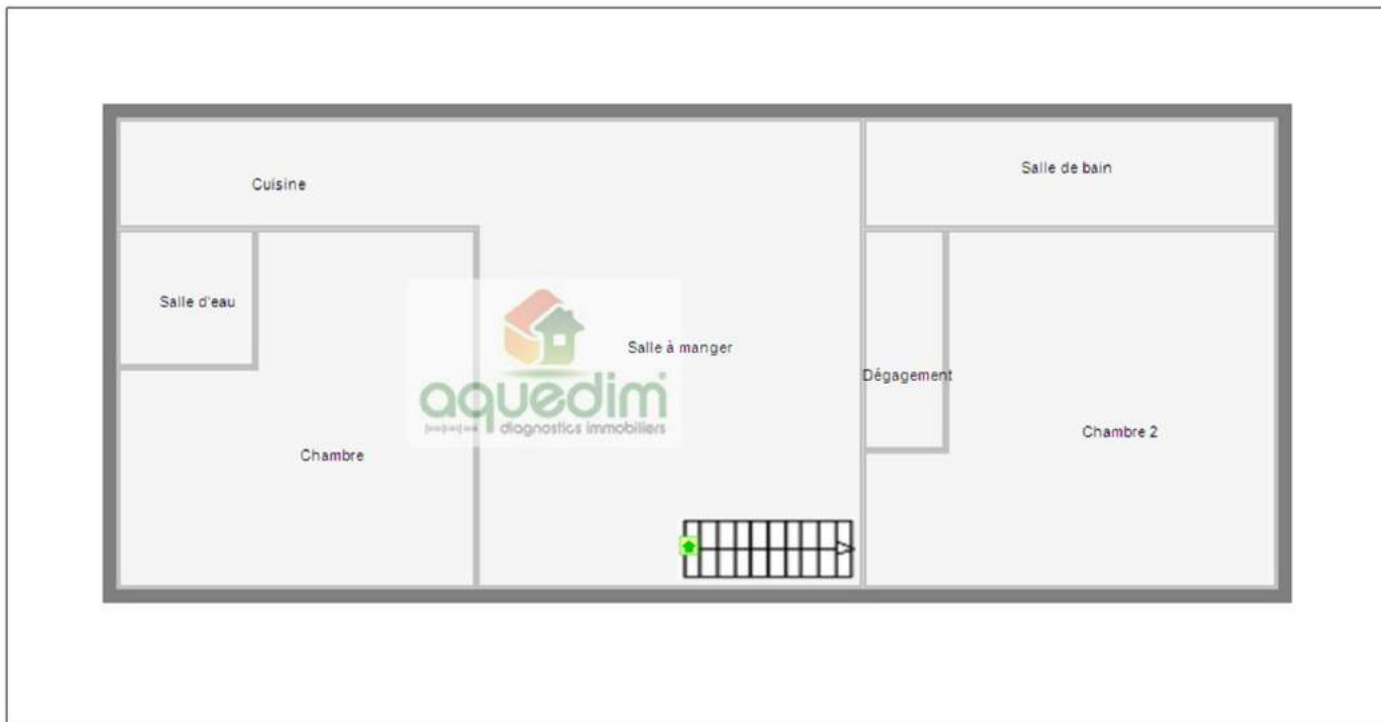 Cuisine
Salle de bain
Salle d'eau
Salle à manger
Dégagement
aquedim
diagnostics immobiliers
Chambre 2
Chambre